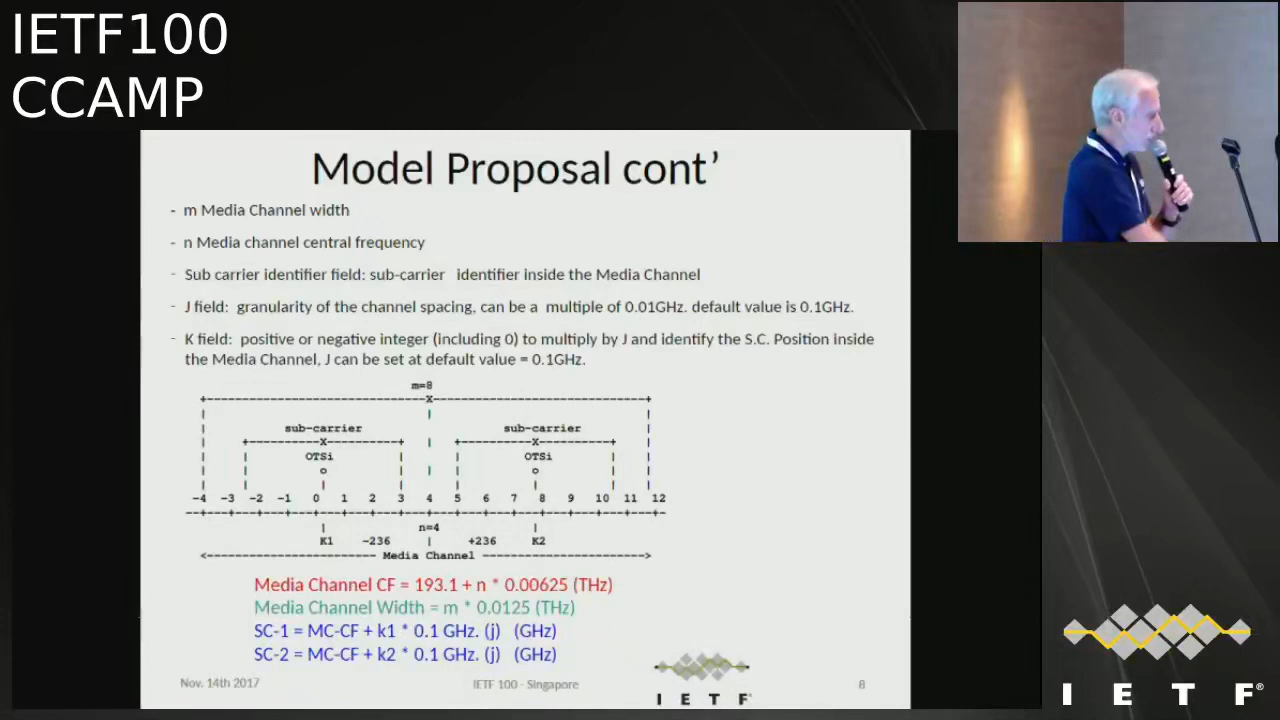 IETF100
CCAMP
Model Proposal cont’
- m Media Channel width
- n Media channel central frequency
- Sub carrier identifier field: sub-carrier identifier inside the Media Channel
- J field: granularity of the channel spacing, can be a multiple of 0.01GHz. default value is 0.1GHz.
- K field: positive or negative integer (including 0) to multiply by J and identify the S.C. Position inside
the Media Channel, J can be set at default value = 0.1GHz.
m=8
+-------------------------------X-------------------------------+
sub-carrier sub-carrier
+----------X-----------+ +----------X-----------+
OTSi OTSi
o o
-4 -3 -2 -1 0 1 2 3 4 5 6 7 8 9 10 11 12
n=4
K1 -236 | +236 K2
<------------------------ Media Channel ----------------------->
Media Channel CF = 193.1 + n * 0.00625 (THz)
Media Channel Width = m * 0.0125 (THz)
SC-1 = MC-CF + k1 * 0.1 GHz. (j) (GHz)
SC-2 = MC-CF + k2 * 0.1 GHz. (j) (GHz)
Nov. 14th 2017 IETF 100 - Singapore 8
I E T F
I E T F®